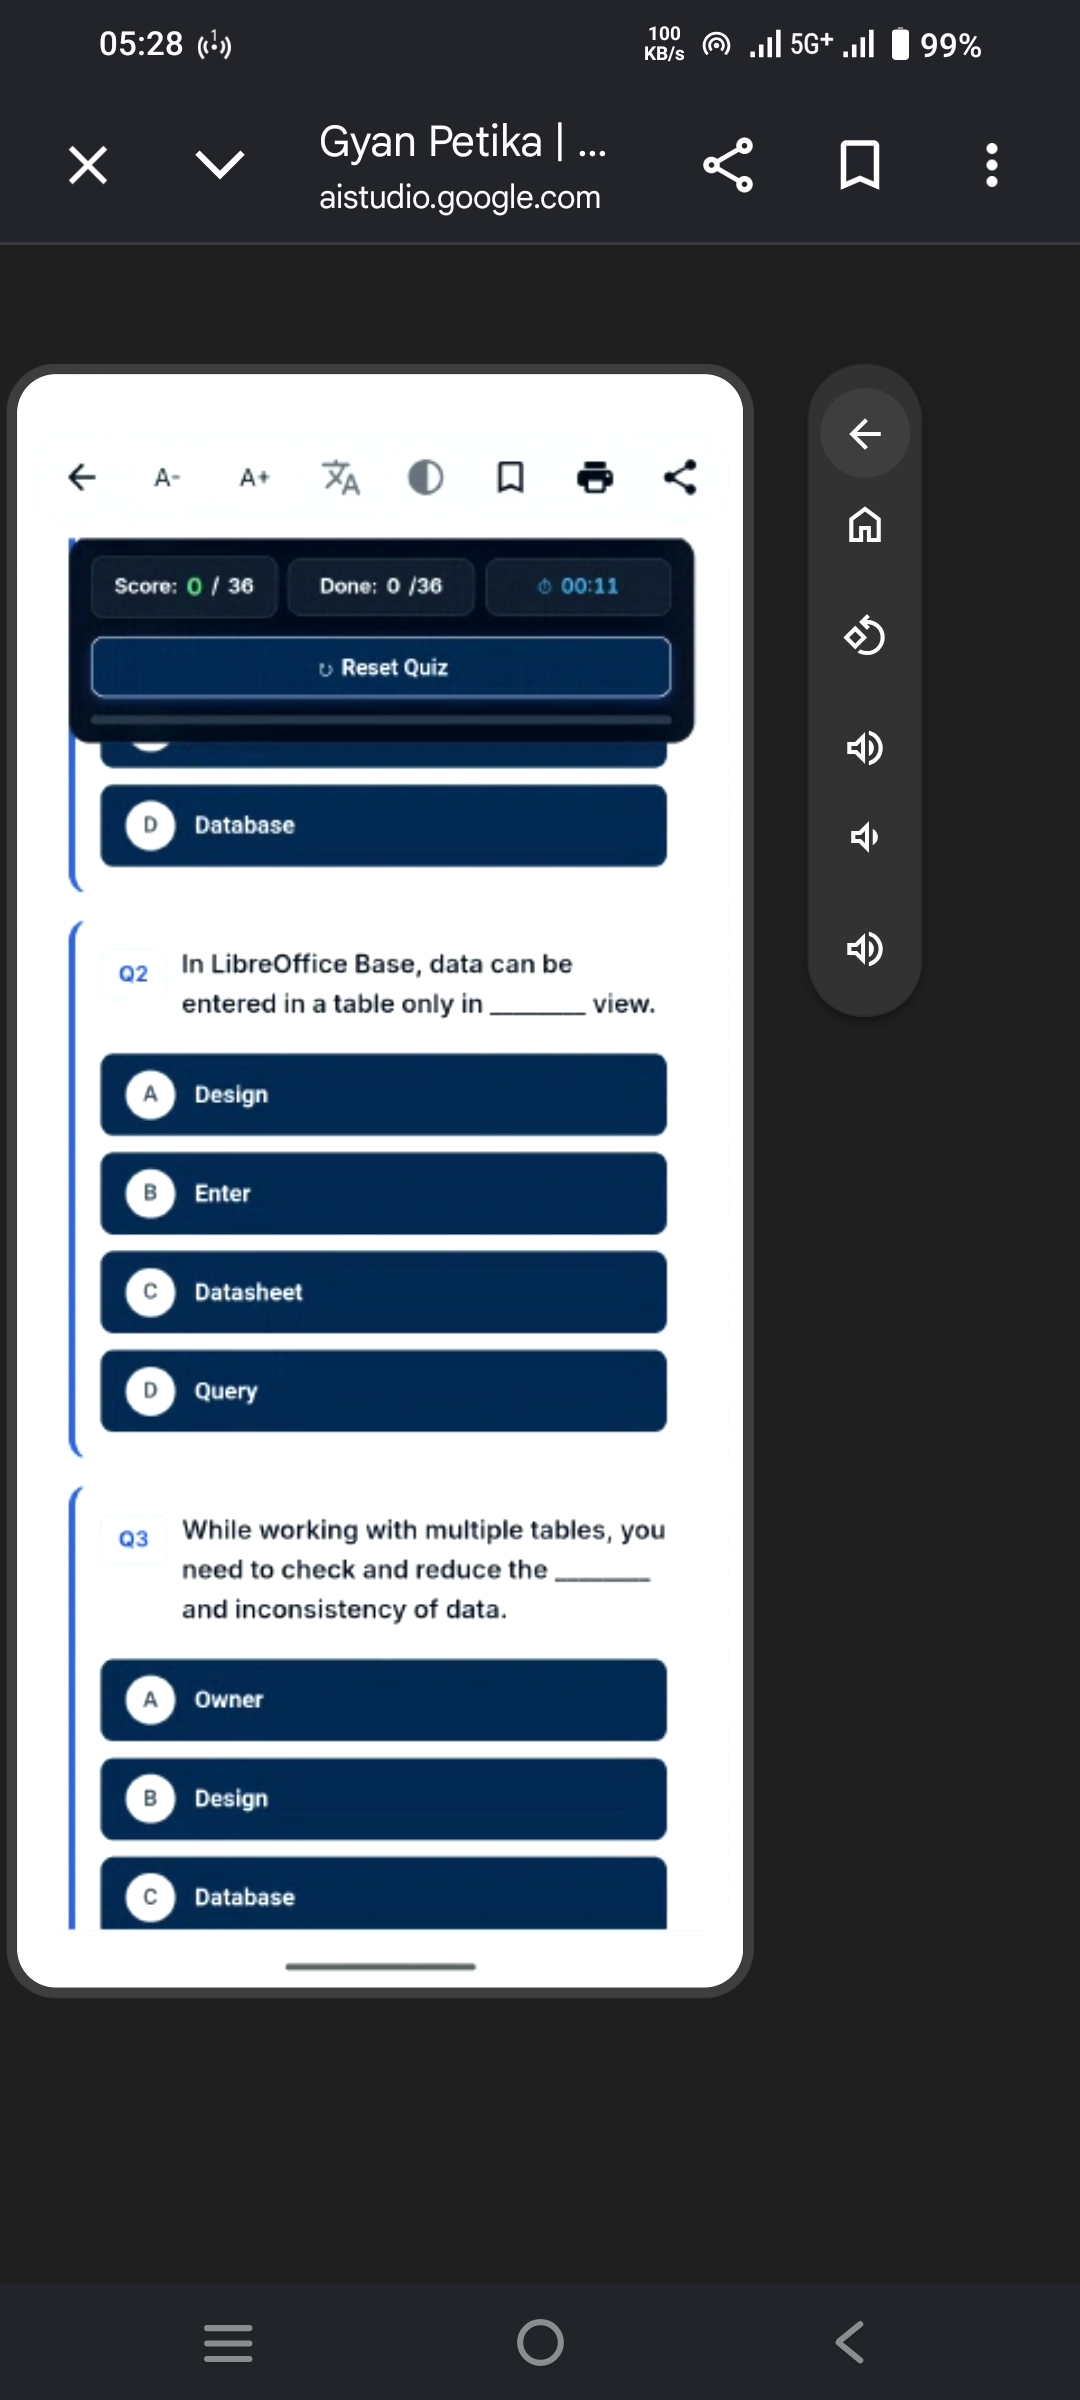 05:28
100 KB/s 5G+ 99%
Gyan Petika | ...
aistudio.google.com
A- A+
Score: 0 / 36 Done: 0 /36 00:11
Reset Quiz
D Database
Q2 In LibreOffice Base, data can be
entered in a table only in ________ view.
A Design
B Enter
C Datasheet
D Query
Q3 While working with multiple tables, you
need to check and reduce the ________
and inconsistency of data.
A Owner
B Design
C Database